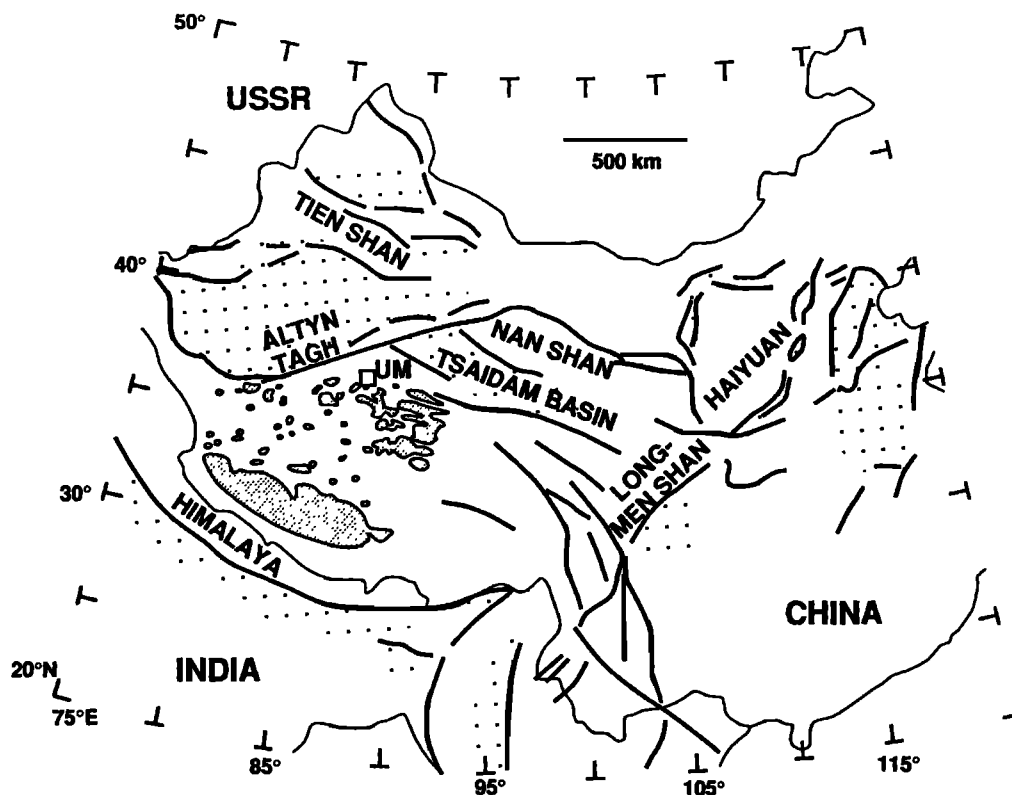 50°
USSR
500 km
TIEN SHAN
40°
ALTYN
TAGH
NAN SHAN
UM
TSAIDAM BASIN
HAIYUAN
LONG-
MEN SHAN
30°
HIMALAYA
CHINA
INDIA
20°N
75°E
85°
95°
105°
115°